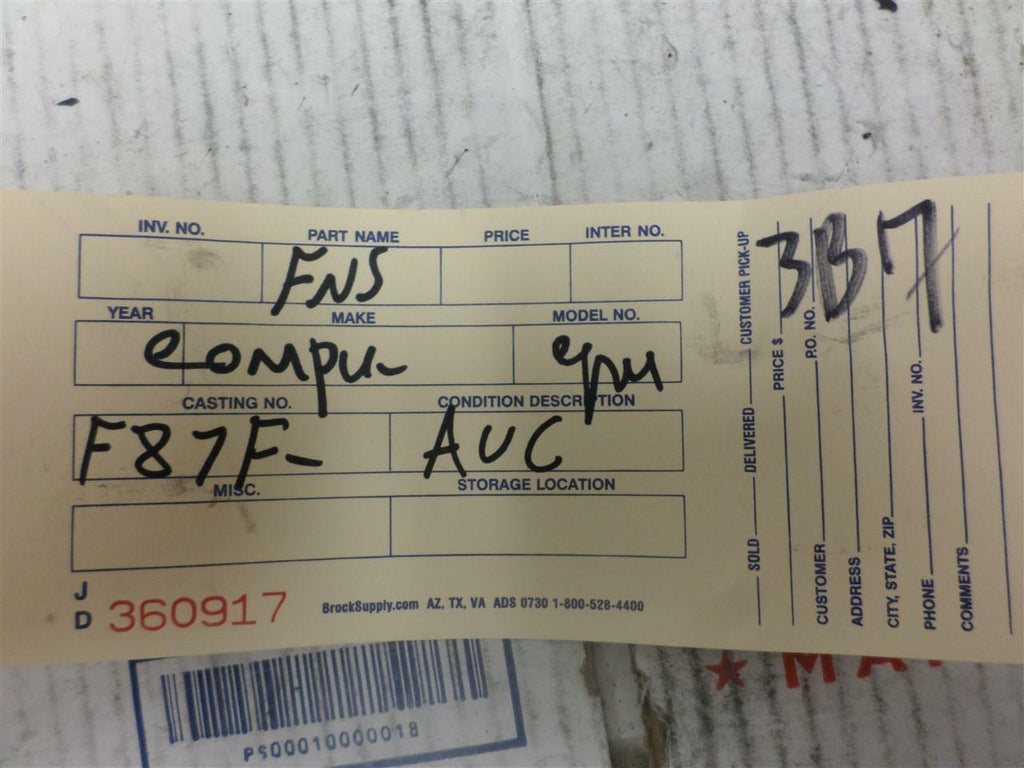 INV. NO. PART NAME PRICE INTER NO.
FNS
YEAR MAKE MODEL NO.
compu- epm
CASTING NO. CONDITION DESCRIPTION
F87F- AUC
MISC. STORAGE LOCATION
J
D 360917
BrockSupply.com AZ, TX, VA ADS 0730 1-800-528-4400
SOLD DELIVERED CUSTOMER PICK-UP
PRICE $
CUSTOMER P.O. NO.
ADDRESS
CITY, STATE, ZIP
PHONE INV. NO.
COMMENTS
3B7
PS00010000018